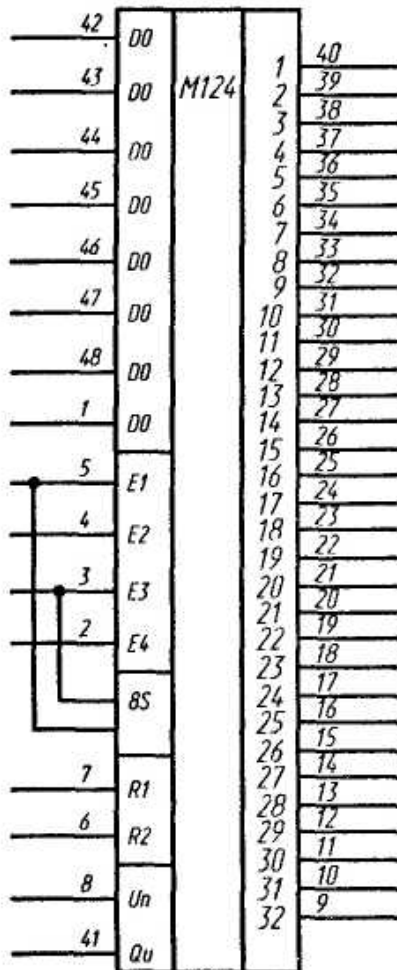 42 D0
43 D0 M124
44 D0
45 D0
46 D0
47 D0
48 D0
1 D0
5 E1
4 E2
3 E3
2 E4
8S
7 R1
6 R2
8 Un
41 Qu
1 40
2 39
3 38
4 37
5 36
6 35
7 34
8 33
9 32
10 31
11 30
12 29
13 28
14 27
15 26
16 25
17 24
18 23
19 22
20 21
21 20
22 19
23 18
24 17
25 16
26 15
27 14
28 13
29 12
30 11
31 10
32 9